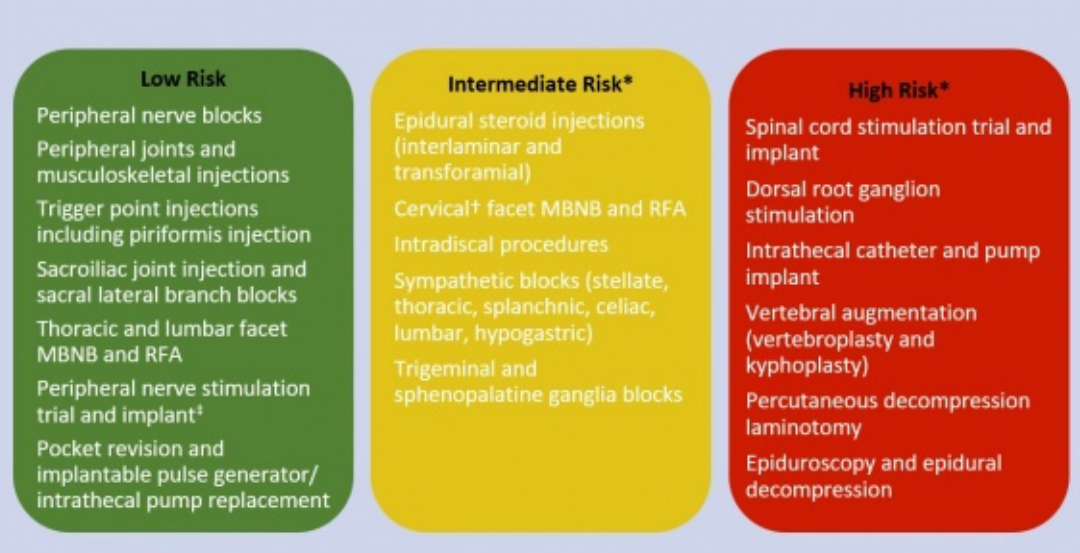 Low Risk
Peripheral nerve blocks
Peripheral joints and
musculoskeletal injections
Trigger point injections
including piriformis injection
Sacroiliac joint injection and
sacral lateral branch blocks
Thoracic and lumbar facet
MBNB and RFA
Peripheral nerve stimulation
trial and implant‡
Pocket revision and
implantable pulse generator/
intrathecal pump replacement
Intermediate Risk*
Epidural steroid injections
(interlaminar and
transforamial)
Cervical† facet MBNB and RFA
Intradiscal procedures
Sympathetic blocks (stellate,
thoracic, splanchnic, celiac,
lumbar, hypogastric)
Trigeminal and
sphenopalatine ganglia blocks
High Risk*
Spinal cord stimulation trial and
implant
Dorsal root ganglion
stimulation
Intrathecal catheter and pump
implant
Vertebral augmentation
(vertebroplasty and
kyphoplasty)
Percutaneous decompression
laminotomy
Epiduroscopy and epidural
decompression